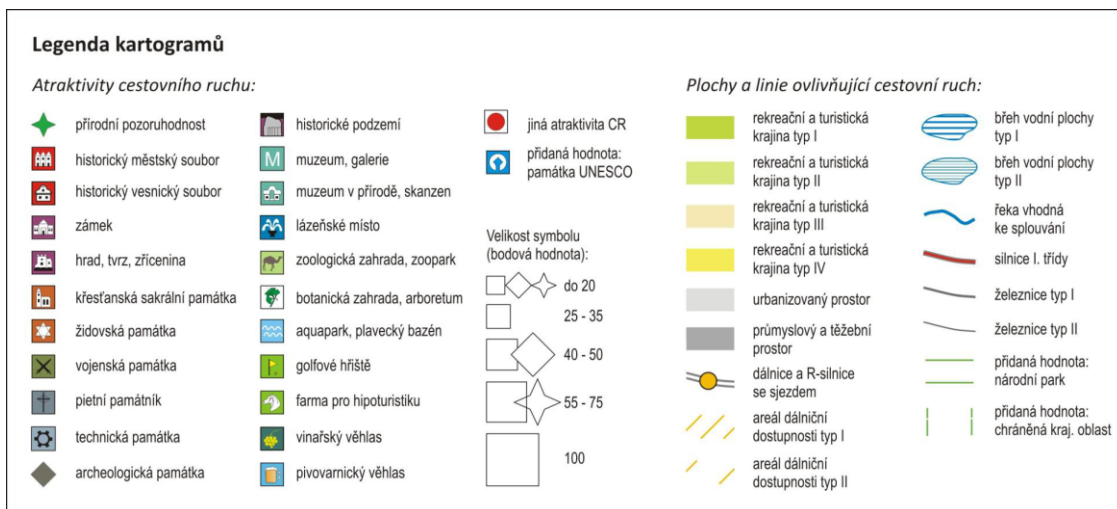 Legenda kartogramů
Atraktivity cestovního ruchu:
přírodní pozoruhodnost
historický městský soubor
historický vesnický soubor
zámek
hrad, tvrz, zřícenina
křesťanská sakrální památka
židovská památka
vojenská památka
pietní památník
technická památka
archeologická památka
historické podzemí
M
muzeum, galerie
muzeum v přírodě, skanzen
lázeňské místo
zoologická zahrada, zoopark
botanická zahrada, arboretum
aquapark, plavecký bazén
golfové hřiště
farma pro hipoturistiku
vinařský věhlas
pivovarnický věhlas
jiná atraktivita CR
přidaná hodnota:
památka UNESCO
Velikost symbolu
(bodová hodnota):
do 20
25 - 35
40 - 50
55 - 75
100
Plochy a linie ovlivňující cestovní ruch:
rekreační a turistická
krajina typ I
rekreační a turistická
krajina typ II
rekreační a turistická
krajina typ III
rekreační a turistická
krajina typ IV
urbanizovaný prostor
průmyslový a těžební
prostor
dálnice a R-silnice
se sjezdem
areál dálniční
dostupnosti typ I
areál dálniční
dostupnosti typ II
břeh vodní plochy
typ I
břeh vodní plochy
typ II
řeka vhodná
ke splouvání
silnice I. třídy
železnice typ I
železnice typ II
přidaná hodnota:
národní park
přidaná hodnota:
chráněná kraj. oblast